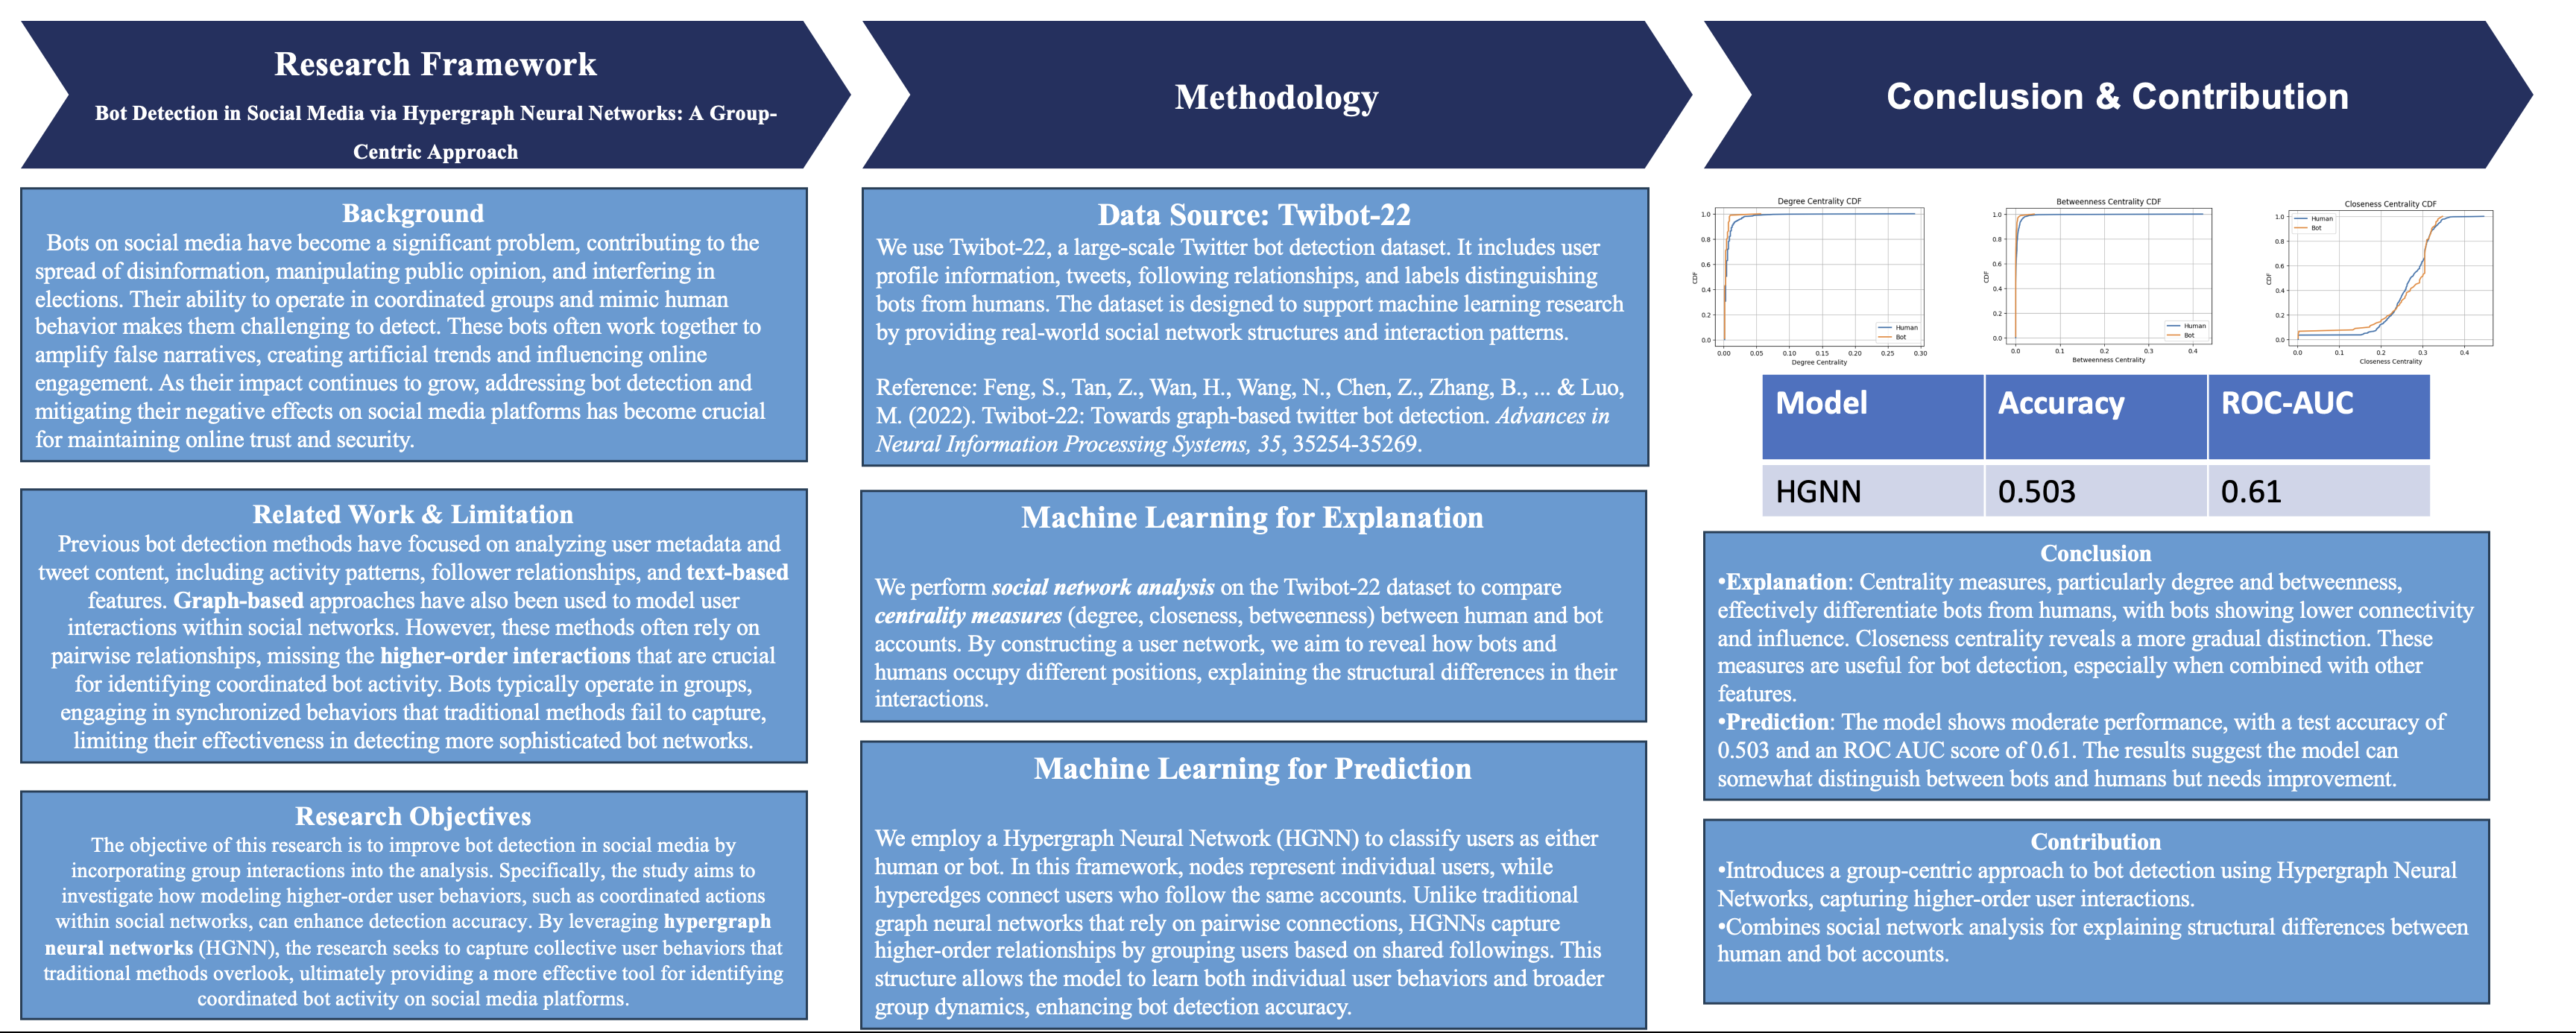 Research Framework
Bot Detection in Social Media via Hypergraph Neural Networks: A Group-
Centric Approach
Background
Bots on social media have become a significant problem, contributing to the
spread of disinformation, manipulating public opinion, and interfering in
elections. Their ability to operate in coordinated groups and mimic human
behavior makes them challenging to detect. These bots often work together to
amplify false narratives, creating artificial trends and influencing online
engagement. As their impact continues to grow, addressing bot detection and
mitigating their negative effects on social media platforms has become crucial
for maintaining online trust and security.
Related Work & Limitation
Previous bot detection methods have focused on analyzing user metadata and
tweet content, including activity patterns, follower relationships, and text-based
features. Graph-based approaches have also been used to model user
interactions within social networks. However, these methods often rely on
pairwise relationships, missing the higher-order interactions that are crucial
for identifying coordinated bot activity. Bots typically operate in groups,
engaging in synchronized behaviors that traditional methods fail to capture,
limiting their effectiveness in detecting more sophisticated bot networks.
Research Objectives
The objective of this research is to improve bot detection in social media by
incorporating group interactions into the analysis. Specifically, the study aims to
investigate how modeling higher-order user behaviors, such as coordinated actions
within social networks, can enhance detection accuracy. By leveraging hypergraph
neural networks (HGNN), the research seeks to capture collective user behaviors that
traditional methods overlook, ultimately providing a more effective tool for identifying
coordinated bot activity on social media platforms.
Methodology
Data Source: Twibot-22
We use Twibot-22, a large-scale Twitter bot detection dataset. It includes user
profile information, tweets, following relationships, and labels distinguishing
bots from humans. The dataset is designed to support machine learning research
by providing real-world social network structures and interaction patterns.
Reference: Feng, S., Tan, Z., Wan, H., Wang, N., Chen, Z., Zhang, B., ... & Luo,
M. (2022). Twibot-22: Towards graph-based twitter bot detection. Advances in
Neural Information Processing Systems, 35, 35254-35269.
Machine Learning for Explanation
We perform social network analysis on the Twibot-22 dataset to compare
centrality measures (degree, closeness, betweenness) between human and bot
accounts. By constructing a user network, we aim to reveal how bots and
humans occupy different positions, explaining the structural differences in their
interactions.
Machine Learning for Prediction
We employ a Hypergraph Neural Network (HGNN) to classify users as either
human or bot. In this framework, nodes represent individual users, while
hyperedges connect users who follow the same accounts. Unlike traditional
graph neural networks that rely on pairwise connections, HGNNs capture
higher-order relationships by grouping users based on shared followings. This
structure allows the model to learn both individual user behaviors and broader
group dynamics, enhancing bot detection accuracy.
Conclusion & Contribution
Degree Centrality CDF
1.0
0.8
0.6
0.4
0.2
0.0
CDF
Human
Bot
0.00 0.05 0.10 0.15 0.20 0.25 0.30
Degree Centrality
Betweenness Centrality CDF
1.0
0.8
0.6
0.4
0.2
0.0
CDF
Human
Bot
0.0 0.1 0.2 0.3 0.4
Betweenness Centrality
Closeness Centrality CDF
Human
Bot
1.0
0.8
0.6
0.4
0.2
0.0
CDF
0.0 0.1 0.2 0.3 0.4
Closeness Centrality
Model Accuracy ROC-AUC
HGNN 0.503 0.61
Conclusion
•Explanation: Centrality measures, particularly degree and betweenness,
effectively differentiate bots from humans, with bots showing lower connectivity
and influence. Closeness centrality reveals a more gradual distinction. These
measures are useful for bot detection, especially when combined with other
features.
•Prediction: The model shows moderate performance, with a test accuracy of
0.503 and an ROC AUC score of 0.61. The results suggest the model can
somewhat distinguish between bots and humans but needs improvement.
Contribution
•Introduces a group-centric approach to bot detection using Hypergraph Neural
Networks, capturing higher-order user interactions.
•Combines social network analysis for explaining structural differences between
human and bot accounts.